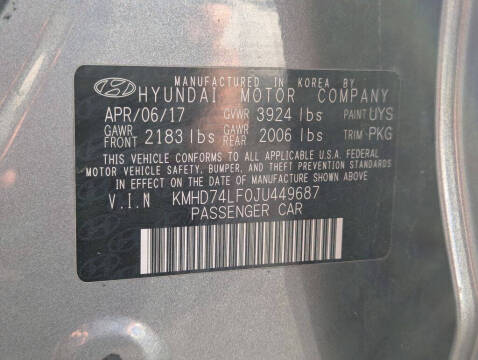 MANUFACTURED IN KOREA BY
HYUNDAI MOTOR COMPANY
APR/06/17 GVWR 3924 lbs PAINT UYS
GAWR FRONT 2183 lbs GAWR REAR 2006 lbs TRIM PKG
THIS VEHICLE CONFORMS TO ALL APPLICABLE U.S.A. FEDERAL
MOTOR VEHICLE SAFETY, BUMPER, AND THEFT PREVENTION STANDARDS
IN EFFECT ON THE DATE OF MANUFACTURE SHOWN ABOVE.
V.I.N KMHD74LF0JU449687
PASSENGER CAR